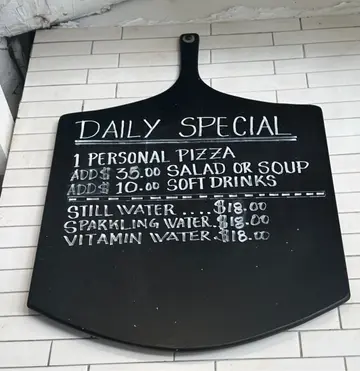 DAILY SPECIAL
1 PERSONAL PIZZA
ADD $ 35.00 SALAD OR SOUP
ADD $ 10.00 SOFT DRINKS
STILL WATER .... $18.00
SPARKLING WATER. $18.00
VITAMIN WATER. $18.00